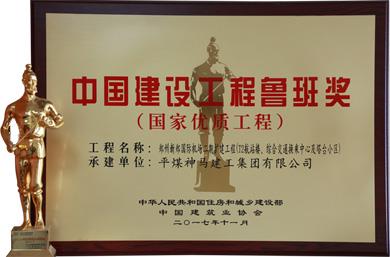 中国建设工程鲁班奖
(国家优质工程)
工程名称：郑州新郑国际机场二期扩建工程(T2航站楼、综合交通换乘中心及塔台小区)
承建单位：平煤神马建工集团有限公司
中华人民共和国住房和城乡建设部
中国建筑业协会
二〇一七年十一月